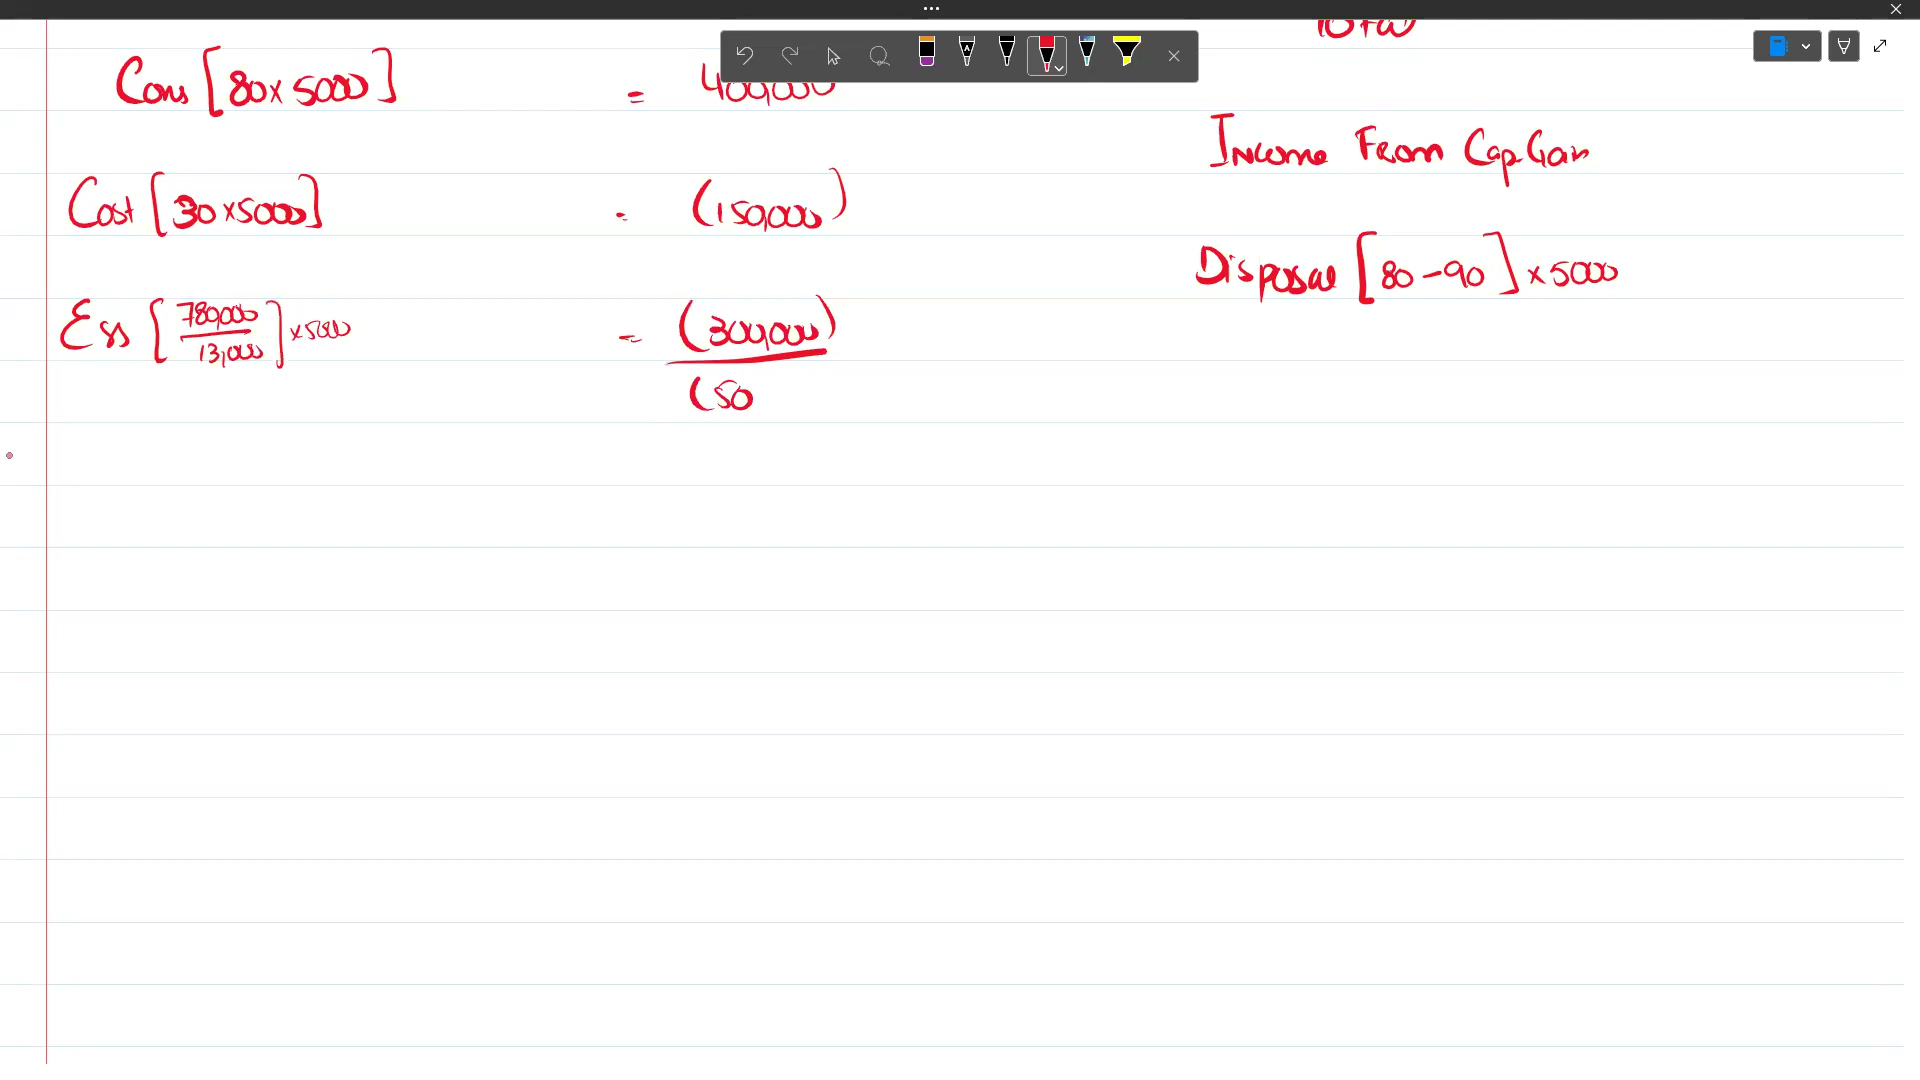 Total
Cons [80 x 5000] = 400,000
Income From Cap Gain
Cost [30 x 5000] = (150,000)
Disposal [80 - 90] x 5000
Ess [780,000 / 13,000] x 5000 = (300,000)
(50